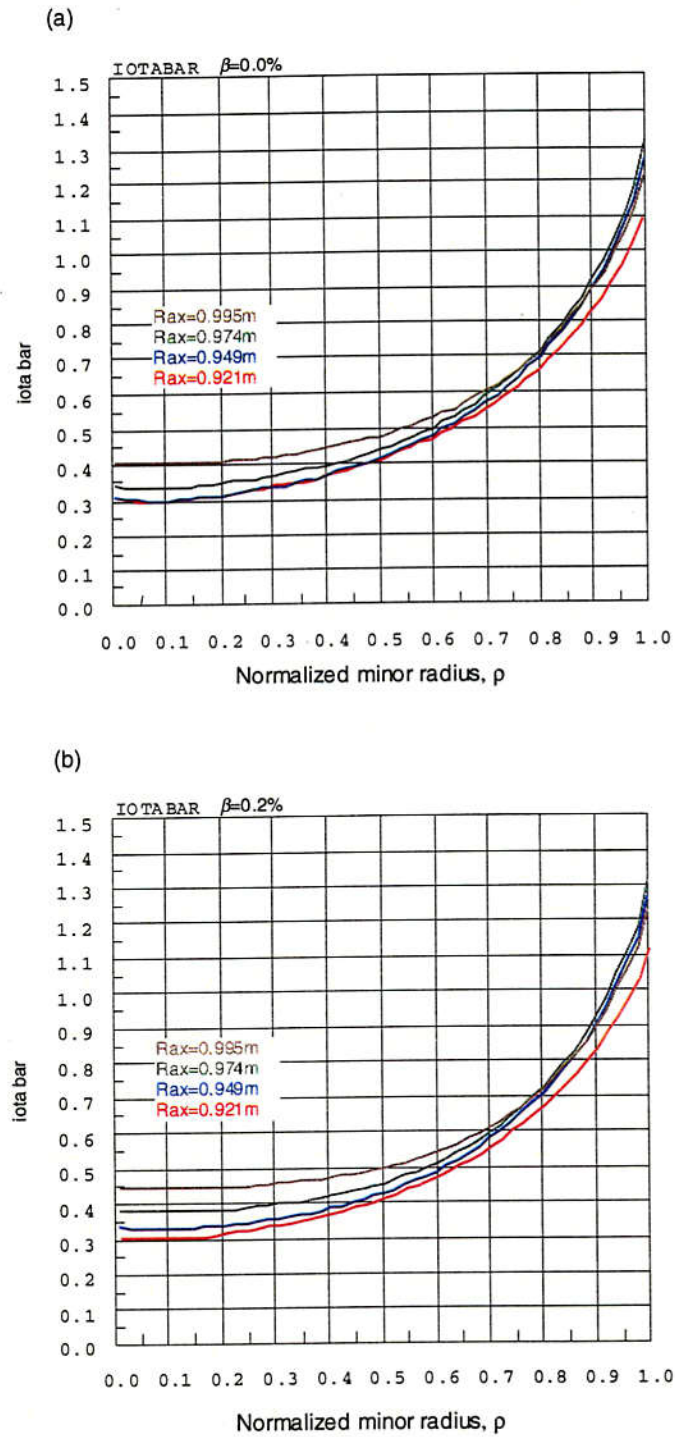 (a)
IOTABAR β=0.0%
1.5
1.4
1.3
1.2
1.1
1.0
0.9
0.8
0.7
0.6
0.5
0.4
0.3
0.2
0.1
0.0
iota bar
Rax=0.995m
Rax=0.974m
Rax=0.949m
Rax=0.921m
0.0 0.1 0.2 0.3 0.4 0.5 0.6 0.7 0.8 0.9 1.0
Normalized minor radius, ρ
(b)
IOTABAR β=0.2%
1.5
1.4
1.3
1.2
1.1
1.0
0.9
0.8
0.7
0.6
0.5
0.4
0.3
0.2
0.1
0.0
iota bar
Rax=0.995m
Rax=0.974m
Rax=0.949m
Rax=0.921m
0.0 0.1 0.2 0.3 0.4 0.5 0.6 0.7 0.8 0.9 1.0
Normalized minor radius, ρ